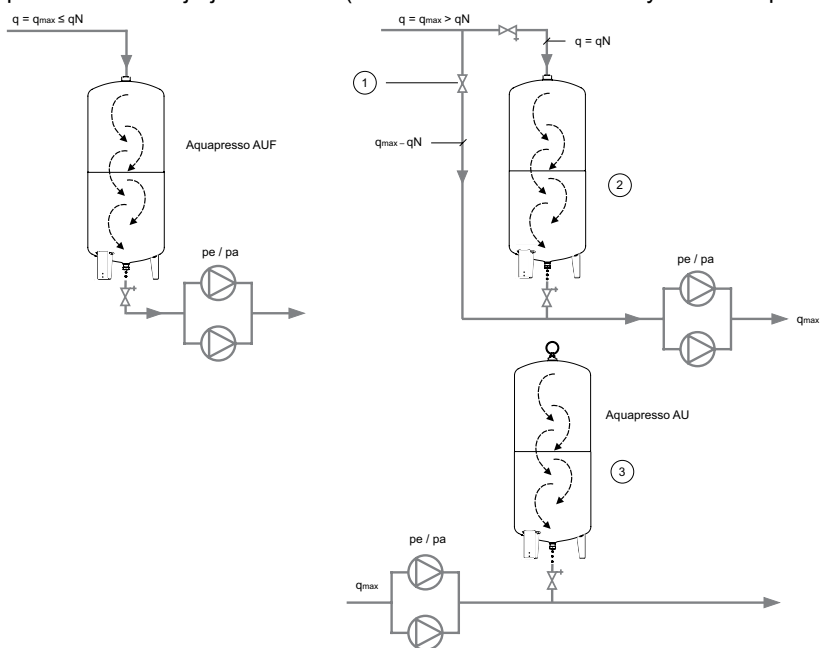 q = qmax ≤ qN
Aquapresso AUF
pe / pa
q = qmax > qN
q = qN
1
qmax – qN
2
pe / pa
qmax
Aquapresso AU
3
pe / pa
qmax